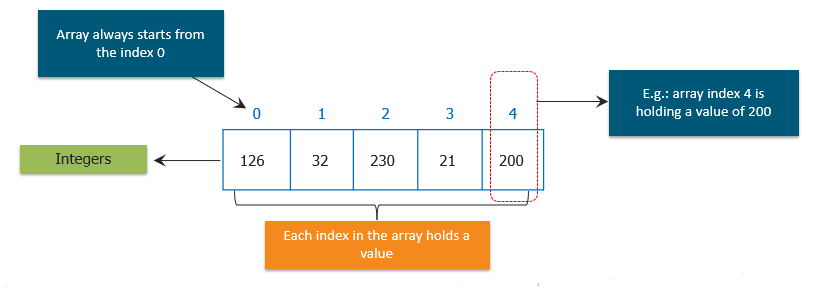 Array always starts from
the index 0
E.g.: array index 4 is
holding a value of 200
0 1 2 3 4
Integers
126 32 230 21 200
Each index in the array holds a
value